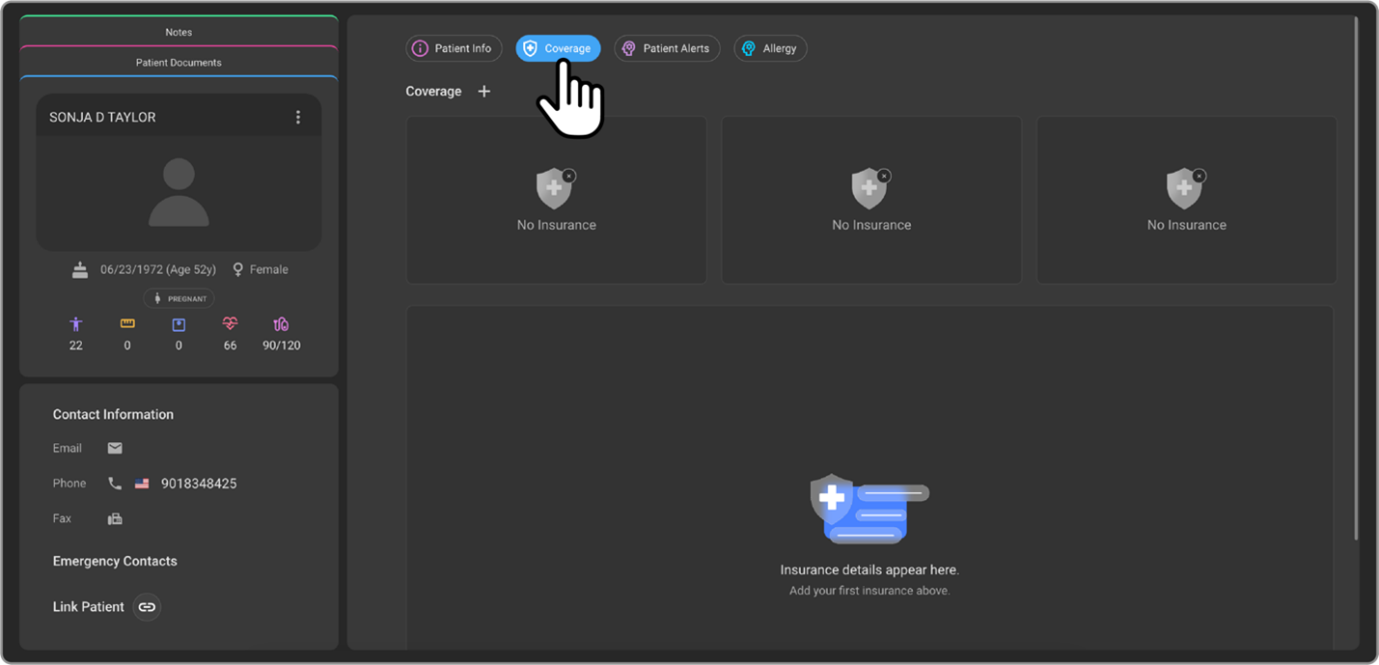 Notes
Patient Documents
SONJA D TAYLOR
06/23/1972 (Age 52y) Female
PREGNANT
22 0 0 66 90/120
Contact Information
Email
Phone 9018348425
Fax
Emergency Contacts
Link Patient
Patient Info Coverage Patient Alerts Allergy
Coverage +
No Insurance No Insurance No Insurance
Insurance details appear here.
Add your first insurance above.